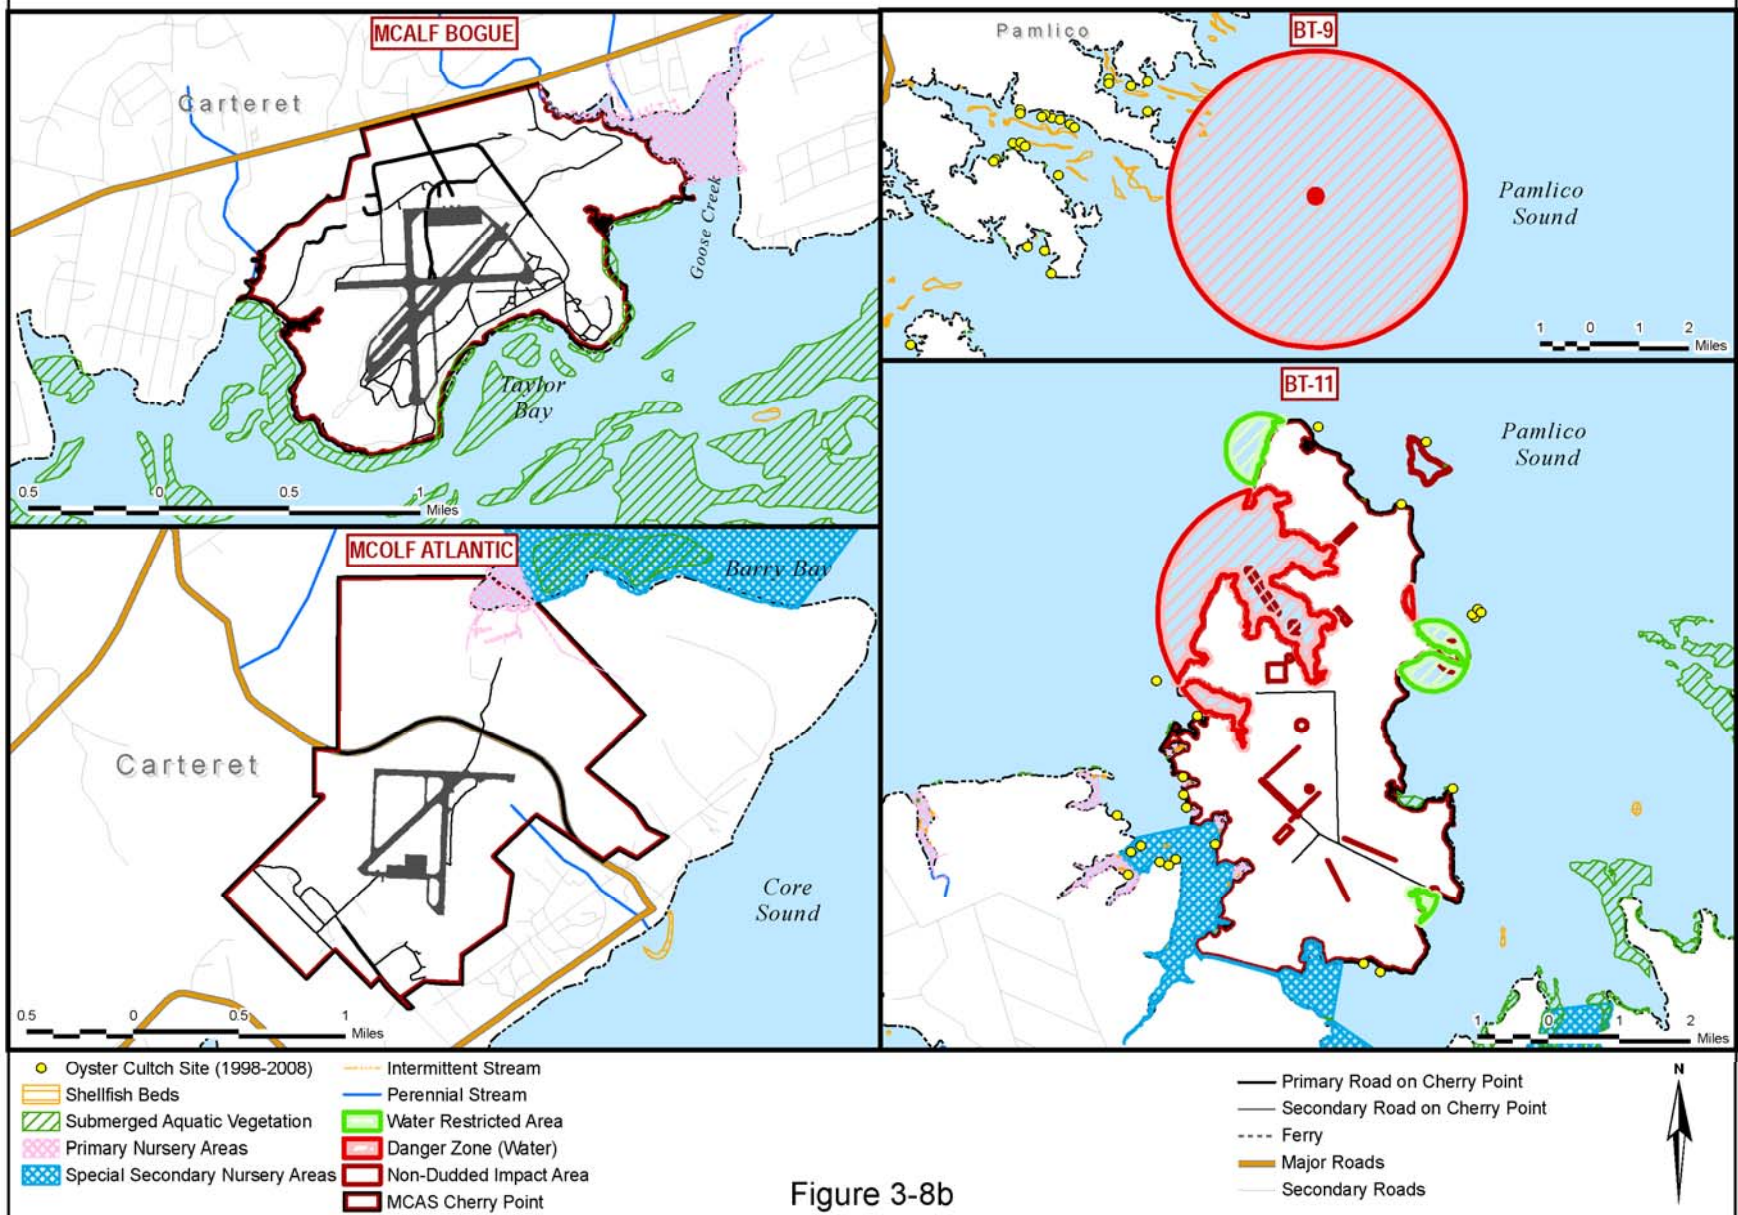 MCALF BOGUE
Carteret
Goose Creek
Taylor
Bay
0.5 0 0.5 1
Miles
BT-9
Pamlico
Pamlico
Sound
1 0 1 2
Miles
MCOLF ATLANTIC
Barry Bay
Carteret
Core
Sound
0.5 0 0.5 1
Miles
BT-11
Pamlico
Sound
1 0 1 2
Miles
Oyster Cultch Site (1998-2008)
Shellfish Beds
Submerged Aquatic Vegetation
Primary Nursery Areas
Special Secondary Nursery Areas
Intermittent Stream
Perennial Stream
Water Restricted Area
Danger Zone (Water)
Non-Dudded Impact Area
MCAS Cherry Point
Figure 3-8b
Primary Road on Cherry Point
Secondary Road on Cherry Point
Ferry
Major Roads
Secondary Roads
N